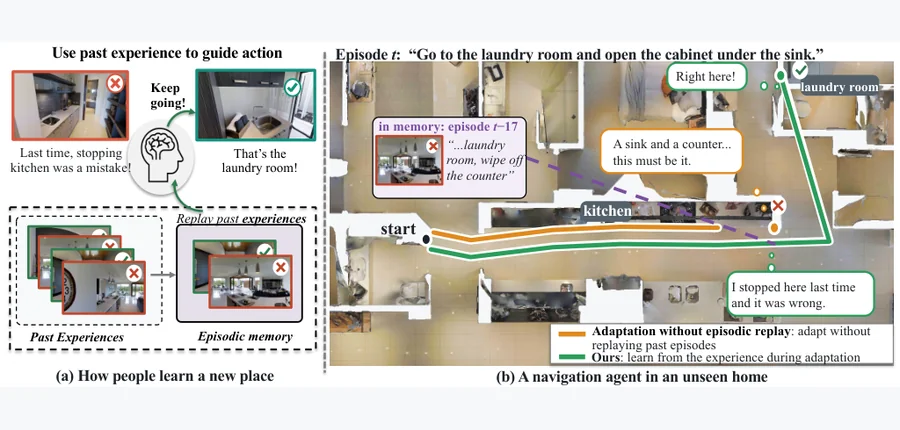 Use past experience to guide action
Keep
going!
Last time, stopping
kitchen was a mistake!
That's the
laundry room!
Replay past experiences
Past Experiences
Episodic memory
(a) How people learn a new place
Episode t: “Go to the laundry room and open the cabinet under the sink.”
Right here!
laundry room
in memory: episode t−17
“...laundry
room, wipe off
the counter”
A sink and a counter...
this must be it.
kitchen
start
I stopped here last time
and it was wrong.
Adaptation without episodic replay: adapt without
replaying past episodes
Ours: learn from the experience during adaptation
(b) A navigation agent in an unseen home